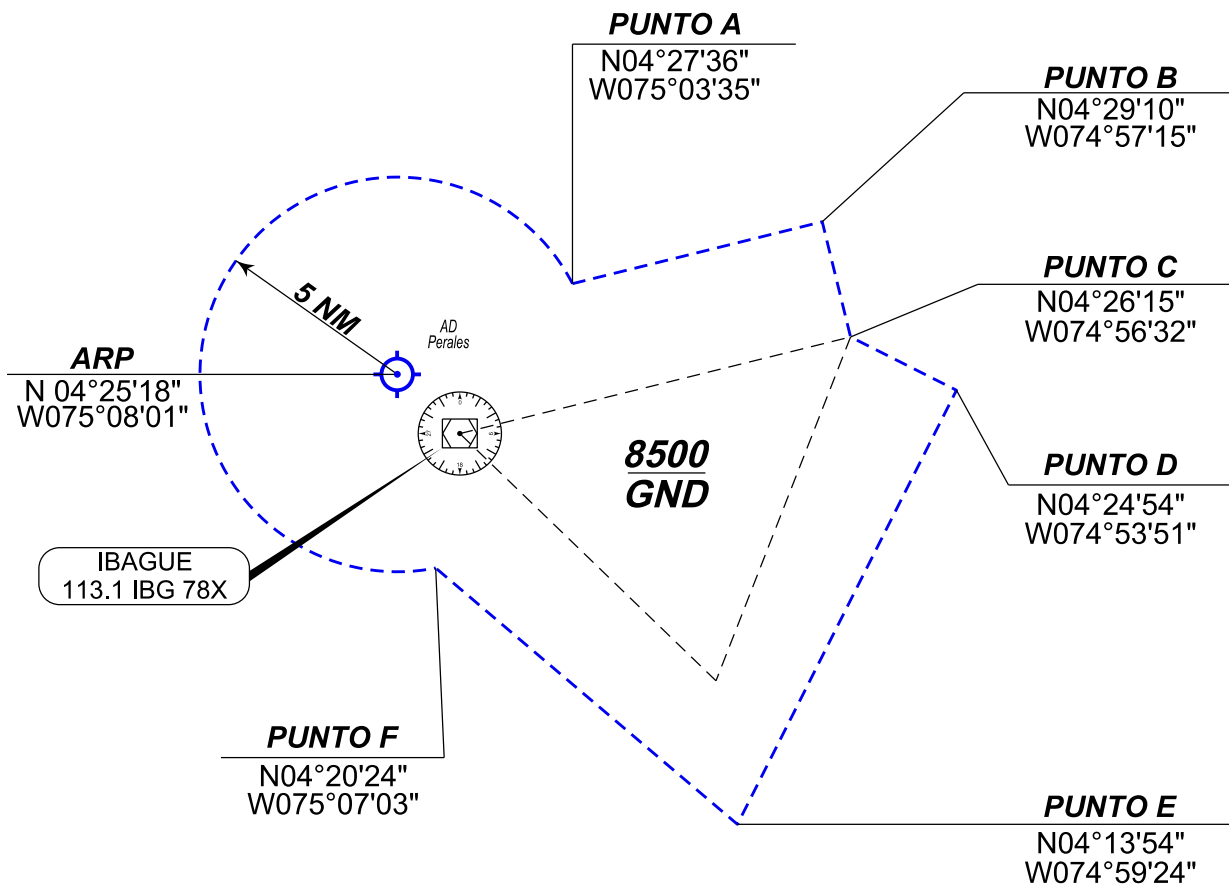 PUNTO A
N04°27'36"
W075°03'35"
PUNTO B
N04°29'10"
W074°57'15"
PUNTO C
N04°26'15"
W074°56'32"
5 NM
AD
Perales
ARP
N 04°25'18"
W075°08'01"
8500
GND
PUNTO D
N04°24'54"
W074°53'51"
IBAGUE
113.1 IBG 78X
PUNTO F
N04°20'24"
W075°07'03"
PUNTO E
N04°13'54"
W074°59'24"